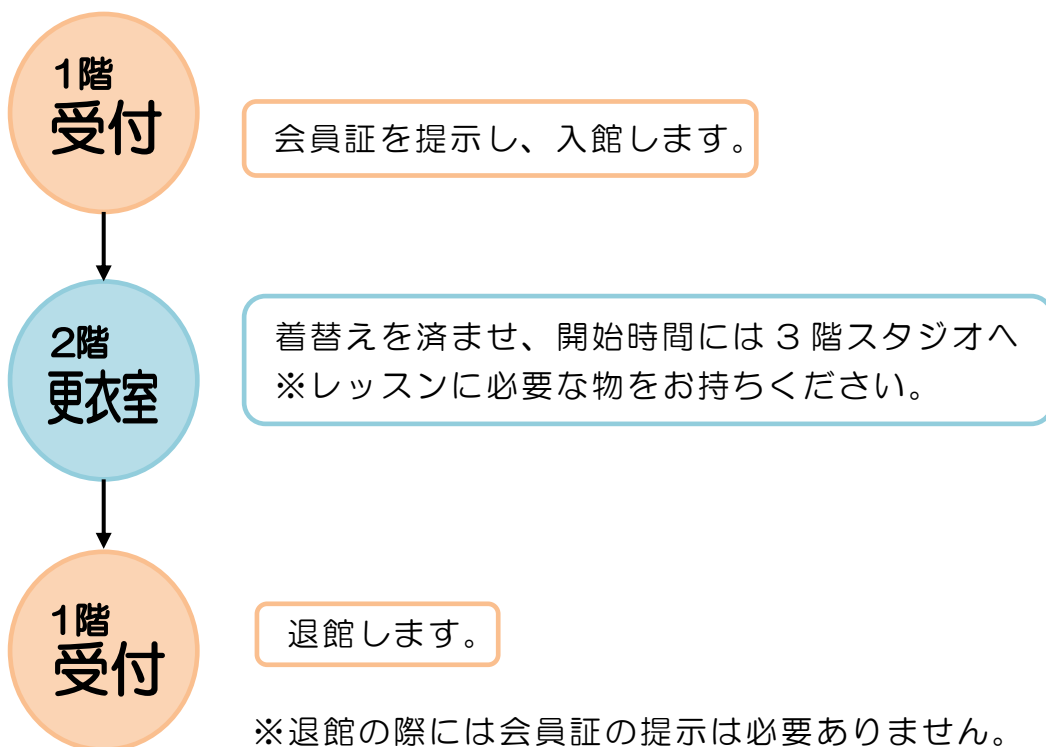 1階
受付
会員証を提示し、入館します。
2階
更衣室
着替えを済ませ、開始時間には3階スタジオへ
※レッスンに必要な物をお持ちください。
1階
受付
退館します。
※退館の際には会員証の提示は必要ありません。